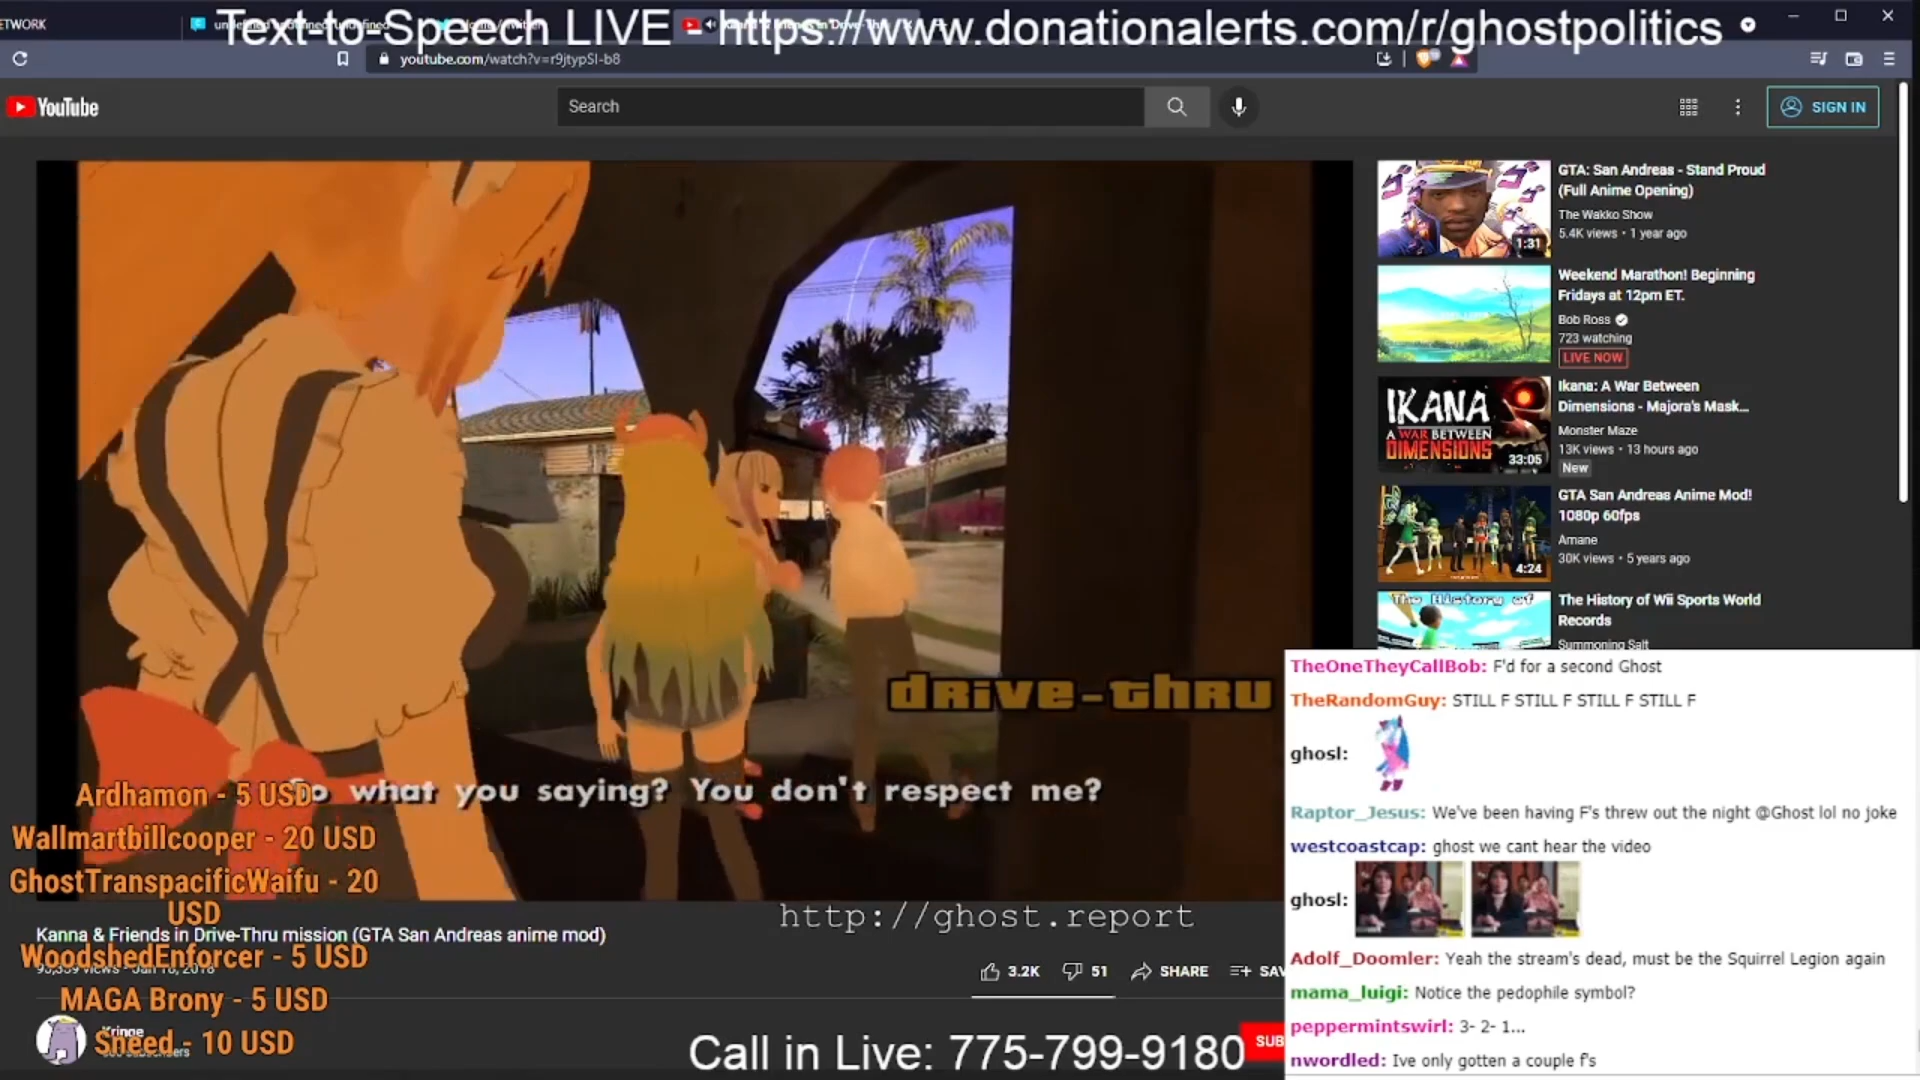 ETWORK
Text-to-Speech LIVE https://www.donationalerts.com/r/ghostpolitics
youtube.com/watch?v=r9jtypSI-b8
YouTube
Search
SIGN IN
GTA: San Andreas - Stand Proud
(Full Anime Opening)
The Wakko Show
5.4K views • 1 year ago
1:31
Weekend Marathon! Beginning
Fridays at 12pm ET.
Bob Ross
723 watching
LIVE NOW
IKANA
A WAR BETWEEN
DIMENSIONS
33:05
Ikana: A War Between
Dimensions - Majora's Mask...
Monster Maze
13K views • 13 hours ago
New
GTA San Andreas Anime Mod!
1080p 60fps
Amane
30K views • 5 years ago
4:24
The History of
The History of Wii Sports World
Records
Summoning Salt
drive-thru
So what you saying? You don't respect me?
Ardhamon - 5 USD
Wallmartbillcooper - 20 USD
GhostTranspacificWaifu - 20
USD
WoodshedEnforcer - 5 USD
MAGA Brony - 5 USD
Sneed - 10 USD
http://ghost.report
Kanna & Friends in Drive-Thru mission (GTA San Andreas anime mod)
3.2K
51
SHARE
SAV
Kringe
Call in Live: 775-799-9180
SUB
TheOneTheyCallBob: F'd for a second Ghost
TheRandomGuy: STILL F STILL F STILL F STILL F
ghosl:
Raptor_Jesus: We've been having F's threw out the night @Ghost lol no joke
westcoastcap: ghost we cant hear the video
ghosl:
Adolf_Doomler: Yeah the stream's dead, must be the Squirrel Legion again
mama_luigi: Notice the pedophile symbol?
peppermintswirl: 3- 2- 1...
nwordled: Ive only gotten a couple f's